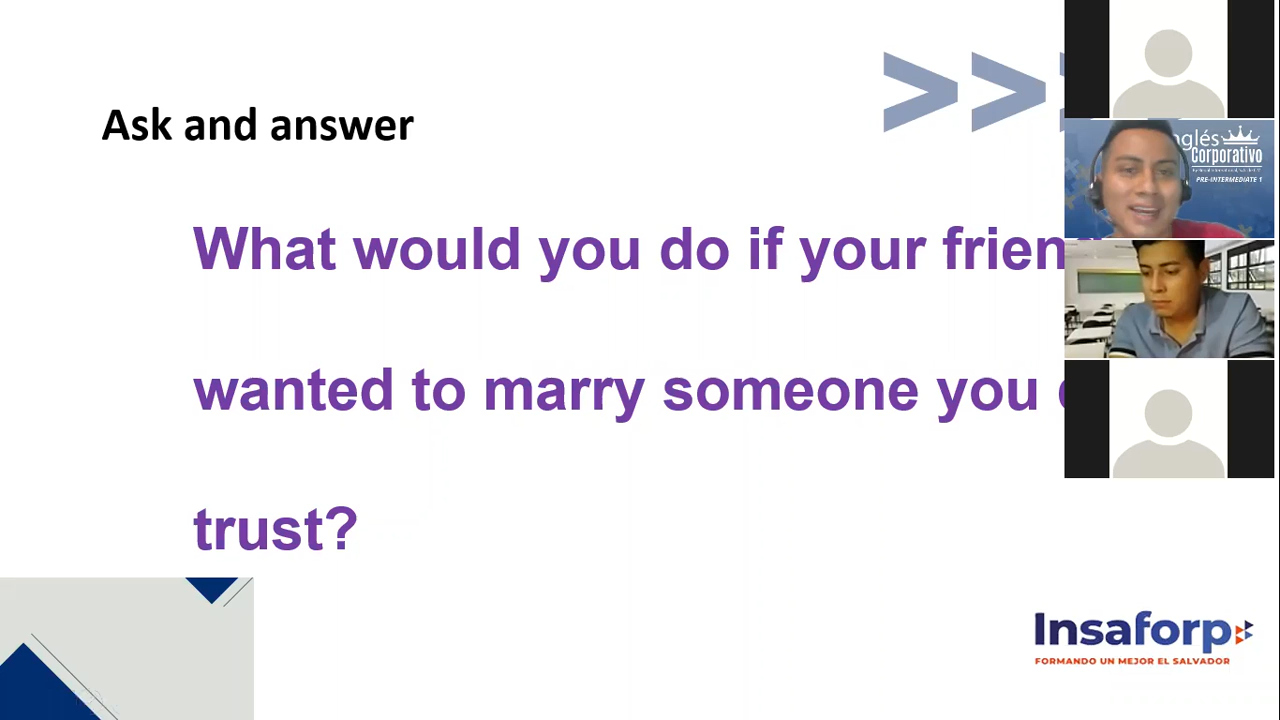 >>
Ask and answer
What would you do if your frien
wanted to marry someone you
trust?
nglés
Corporativo
PRE-INTERMEDIATE 1
Insaforp
FORMANDO UN MEJOR EL SALVADOR